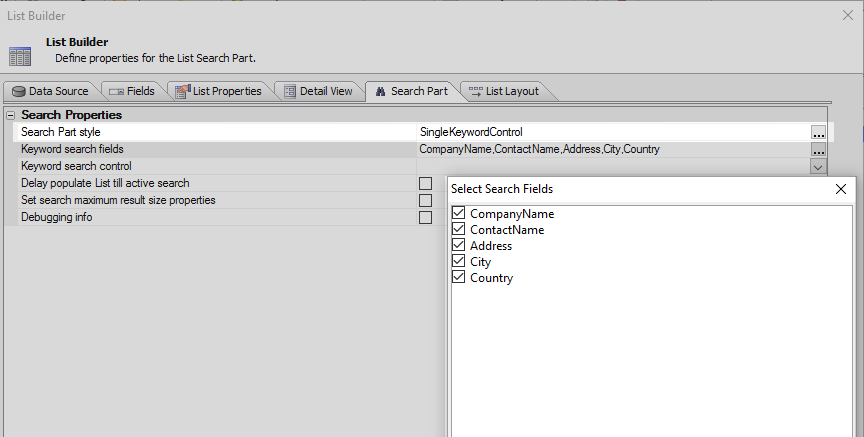 List Builder
List Builder
Define properties for the List Search Part.
Data Source Fields List Properties Detail View Search Part List Layout
Search Properties
Search Part style SingleKeywordControl ...
Keyword search fields CompanyName,ContactName,Address,City,Country ...
Keyword search control
Delay populate List till active search
Set search maximum result size properties
Debugging info
Select Search Fields
CompanyName
ContactName
Address
City
Country